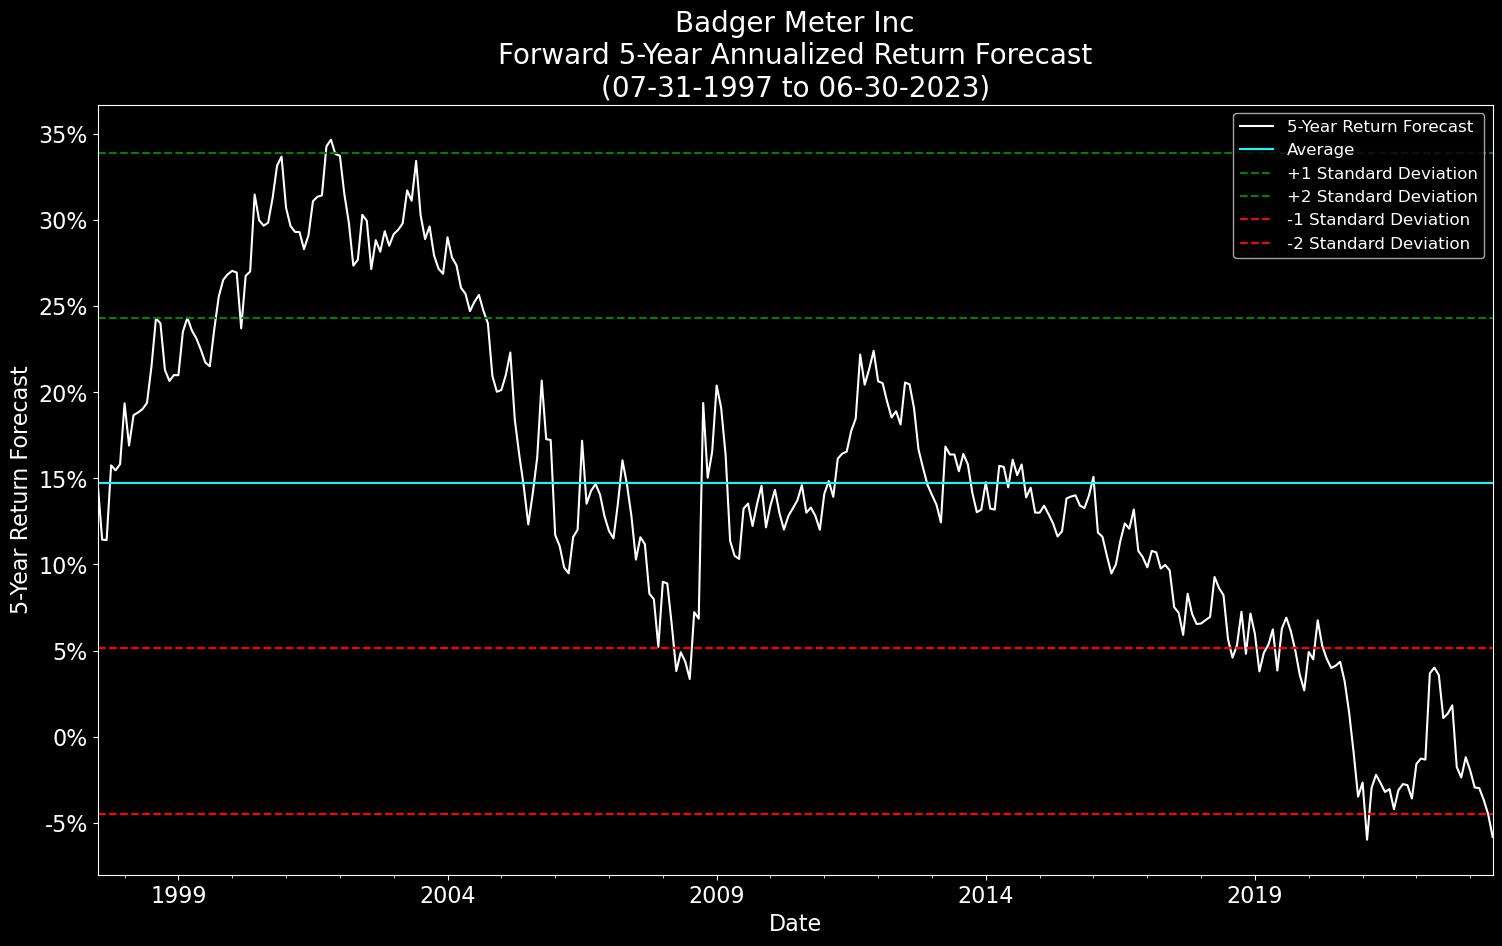 Badger Meter Inc
Forward 5-Year Annualized Return Forecast
(07-31-1997 to 06-30-2023)
5-Year Return Forecast
Average
+1 Standard Deviation
+2 Standard Deviation
-1 Standard Deviation
-2 Standard Deviation
35%
30%
25%
20%
15%
10%
5%
0%
-5%
5-Year Return Forecast
1999 2004 2009 2014 2019
Date